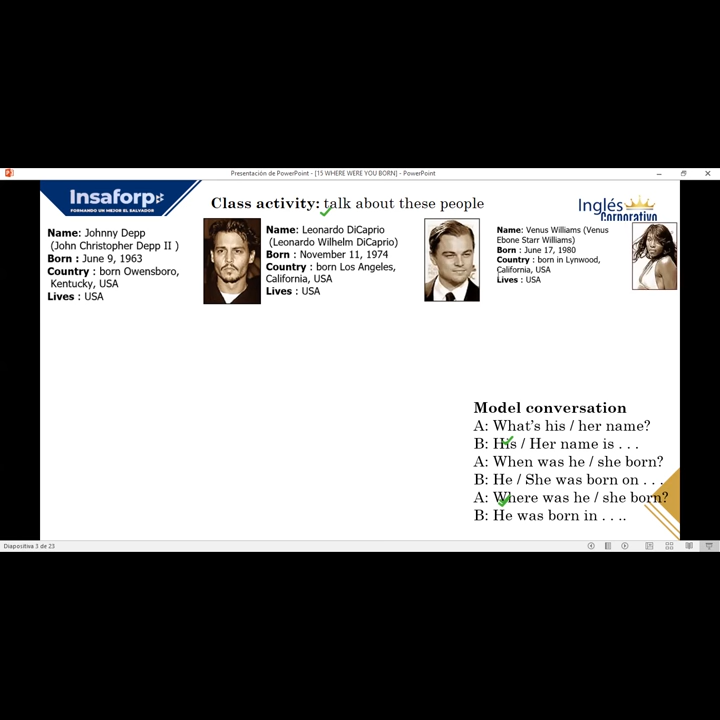 Presentación de PowerPoint - [15 WHERE WERE YOU BORN] - PowerPoint
Insaforp
FORMANDO UN MEJOR EL SALVADOR
Class activity: talk about these people
Inglés
Corporativo
Name: Johnny Depp
(John Christopher Depp II )
Born : June 9, 1963
Country : born Owensboro,
Kentucky, USA
Lives : USA
Name: Leonardo DiCaprio
(Leonardo Wilhelm DiCaprio)
Born : November 11, 1974
Country : born Los Angeles,
California, USA
Lives : USA
Name: Venus Williams (Venus
Ebone Starr Williams)
Born : June 17, 1980
Country : born in Lynwood,
California, USA
Lives : USA
Model conversation
A: What's his / her name?
B: His / Her name is . . .
A: When was he / she born?
B: He / She was born on . . .
A: Where was he / she born?
B: He was born in . . ..
Diapositiva 3 de 23